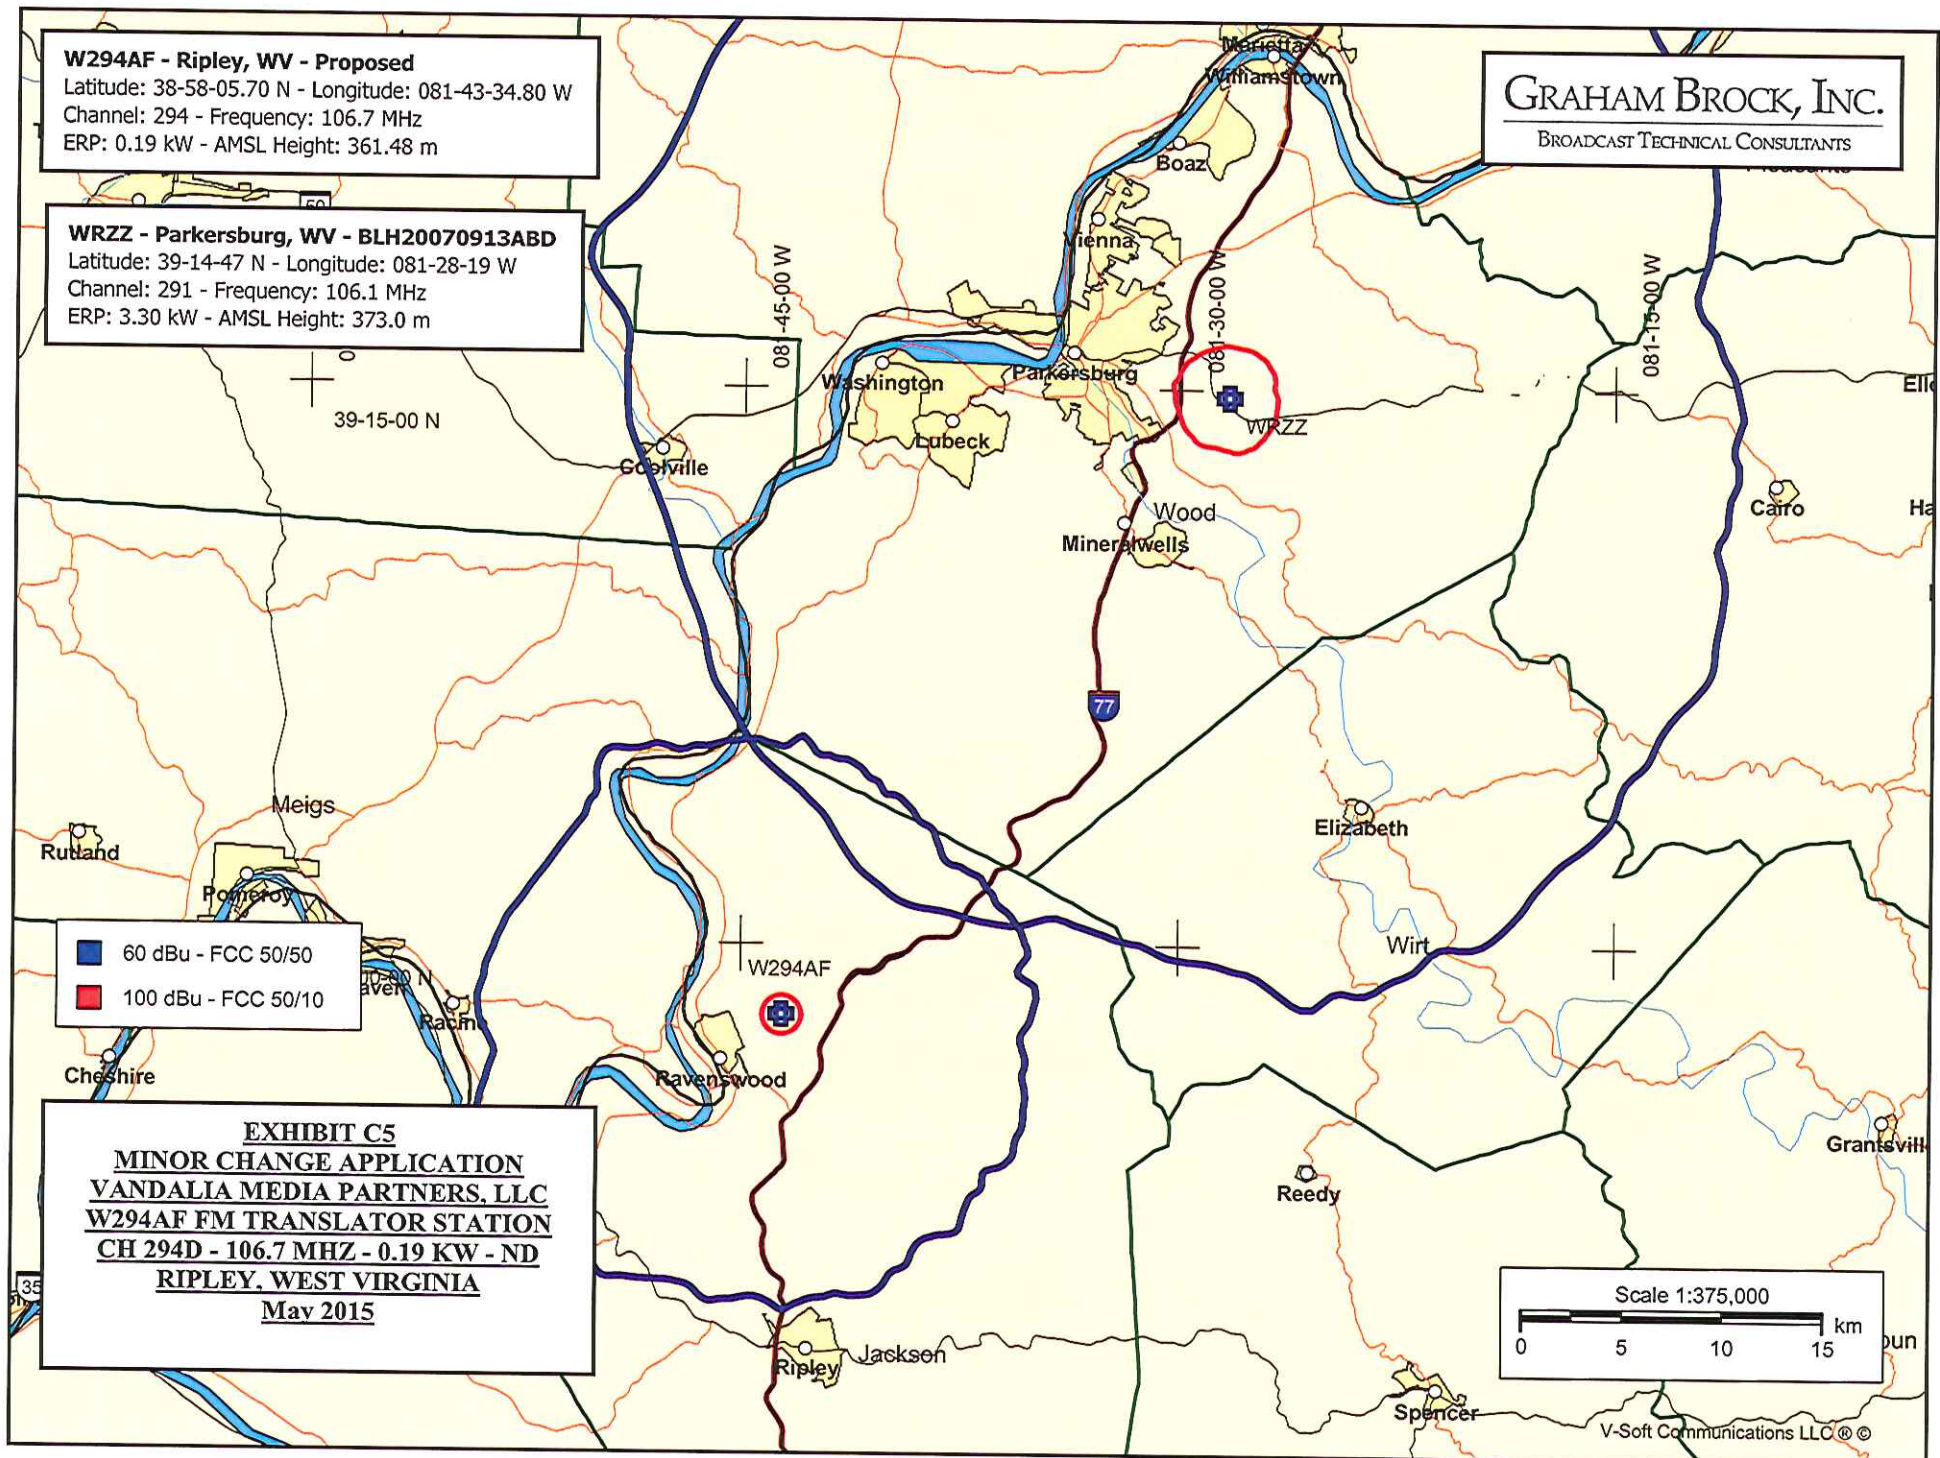 W294AF - Ripley, WV - Proposed
Latitude: 38-58-05.70 N - Longitude: 081-43-34.80 W
Channel: 294 - Frequency: 106.7 MHz
ERP: 0.19 kW - AMSL Height: 361.48 m
GRAHAM BROCK, INC.
BROADCAST TECHNICAL CONSULTANTS
Marietta
Williamstown
Boaz
50
WRZZ - Parkersburg, WV - BLH20070913ABD
Latitude: 39-14-47 N - Longitude: 081-28-19 W
Channel: 291 - Frequency: 106.1 MHz
ERP: 3.30 kW - AMSL Height: 373.0 m
Vienna
081-45-00 W
081-30-00 W
081-15-00 W
Washington
Parkersburg
39-15-00 N
Lubeck
WRZZ
Coolville
Cairo
Wood
Mineralwells
77
Meigs
Rutland
Elizabeth
Pomeroy
60 dBu - FCC 50/50
100 dBu - FCC 50/10
Wirt
W294AF
Racine
Cheshire
Ravenswood
EXHIBIT C5
MINOR CHANGE APPLICATION
VANDALIA MEDIA PARTNERS, LLC
W294AF FM TRANSLATOR STATION
CH 294D - 106.7 MHZ - 0.19 KW - ND
RIPLEY, WEST VIRGINIA
May 2015
Grantsvill
Reedy
35
Scale 1:375,000
0 5 10 15 km
oun
Jackson
Ripley
Spencer
V-Soft Communications LLC ® ©